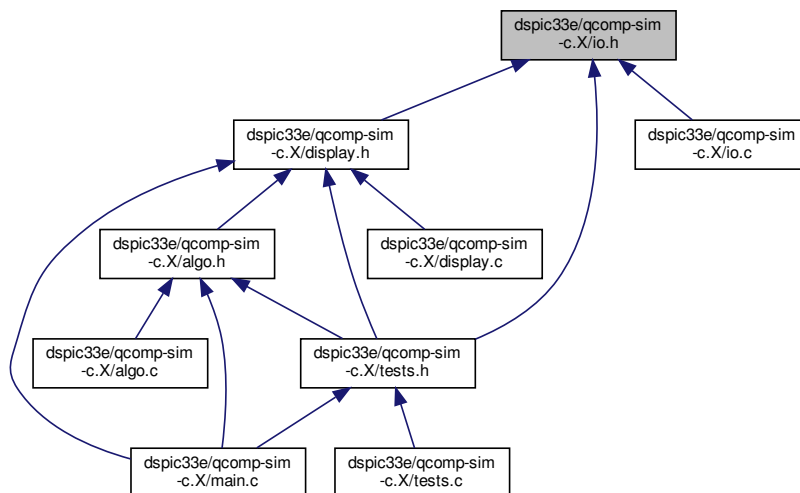 dspic33e/qcomp-sim
-c.X/io.h
dspic33e/qcomp-sim
-c.X/display.h
dspic33e/qcomp-sim
-c.X/io.c
dspic33e/qcomp-sim
-c.X/algo.h
dspic33e/qcomp-sim
-c.X/display.c
dspic33e/qcomp-sim
-c.X/algo.c
dspic33e/qcomp-sim
-c.X/tests.h
dspic33e/qcomp-sim
-c.X/main.c
dspic33e/qcomp-sim
-c.X/tests.c